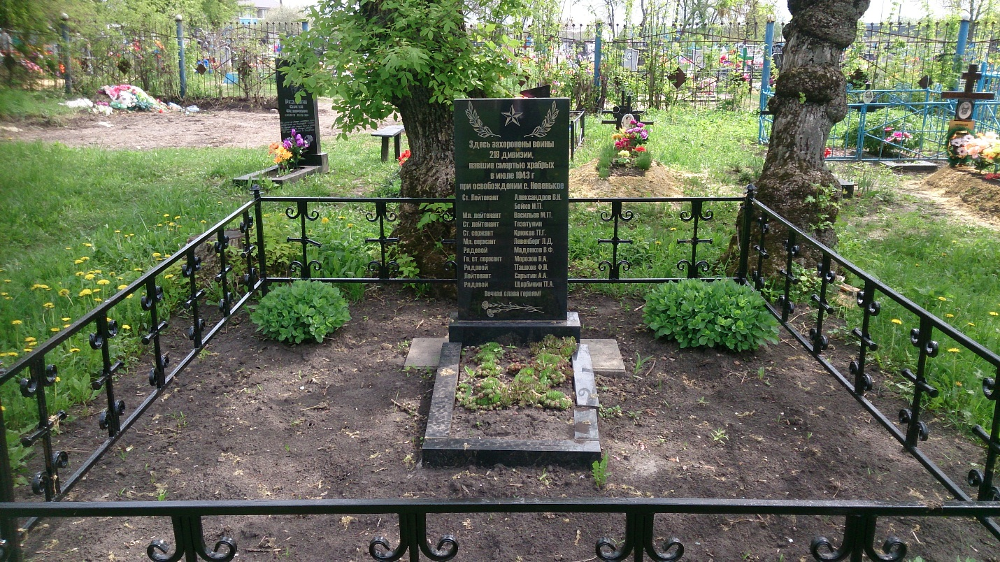 Здесь захоронены воины
219 дивизии,
павшие смертью храбрых
в июле 1943 г
при освобождении с. Новеньков
Ст. Лейтенант Александров В.Н.
Бойко И.П.
Мл. лейтенант Васильев М.П.
Ст. лейтенант Газатулин
Ст. сержант Крюков П.Г.
Мл. сержант Левенберг Л.Д.
Рядовой Маденков В.Ф.
Гв. ст. сержант Морозов Н.А.
Рядовой Пашков Ф.И.
Лейтенант Сарыгин А.А.
Рядовой Щербинин П.А.
Вечная слава героям!